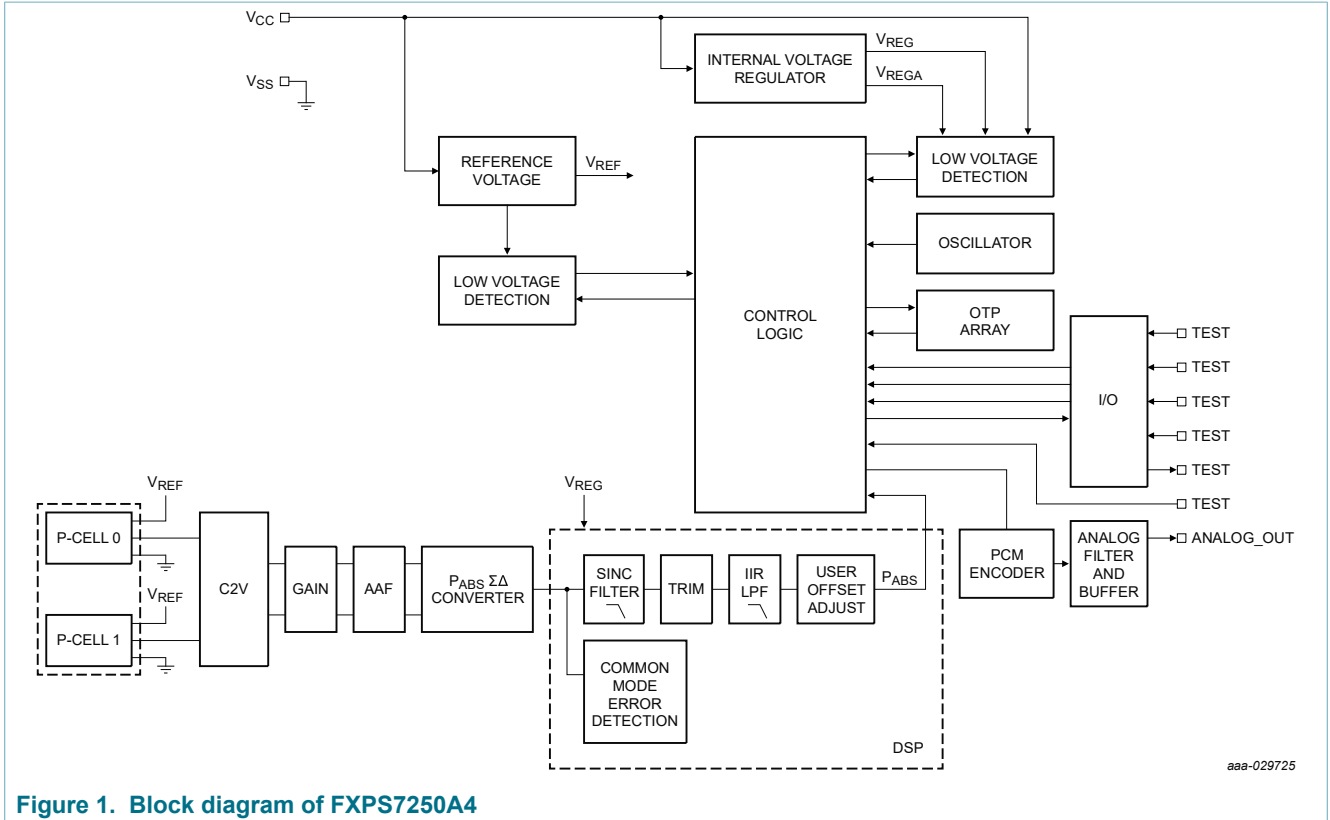 VCC
VSS
INTERNAL VOLTAGE
REGULATOR
VREG
VREGA
REFERENCE
VOLTAGE
VREF
LOW VOLTAGE
DETECTION
LOW VOLTAGE
DETECTION
OSCILLATOR
CONTROL
LOGIC
OTP
ARRAY
I/O
TEST
TEST
TEST
TEST
TEST
TEST
VREF
P-CELL 0
VREF
P-CELL 1
C2V
GAIN
AAF
PABS ΣΔ
CONVERTER
VREG
SINC
FILTER
TRIM
IIR
LPF
USER
OFFSET
ADJUST
PABS
COMMON
MODE
ERROR
DETECTION
DSP
PCM
ENCODER
ANALOG
FILTER
AND
BUFFER
ANALOG_OUT
aaa-029725
Figure 1. Block diagram of FXPS7250A4